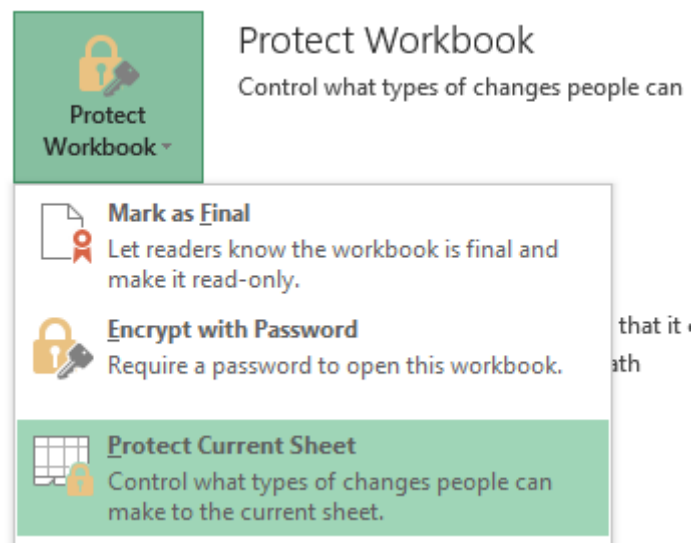 Protect Workbook
Control what types of changes people can
Protect
Workbook
Mark as Final
Let readers know the workbook is final and
make it read-only.
Encrypt with Password
Require a password to open this workbook.
that it
Protect Current Sheet
Control what types of changes people can
make to the current sheet.